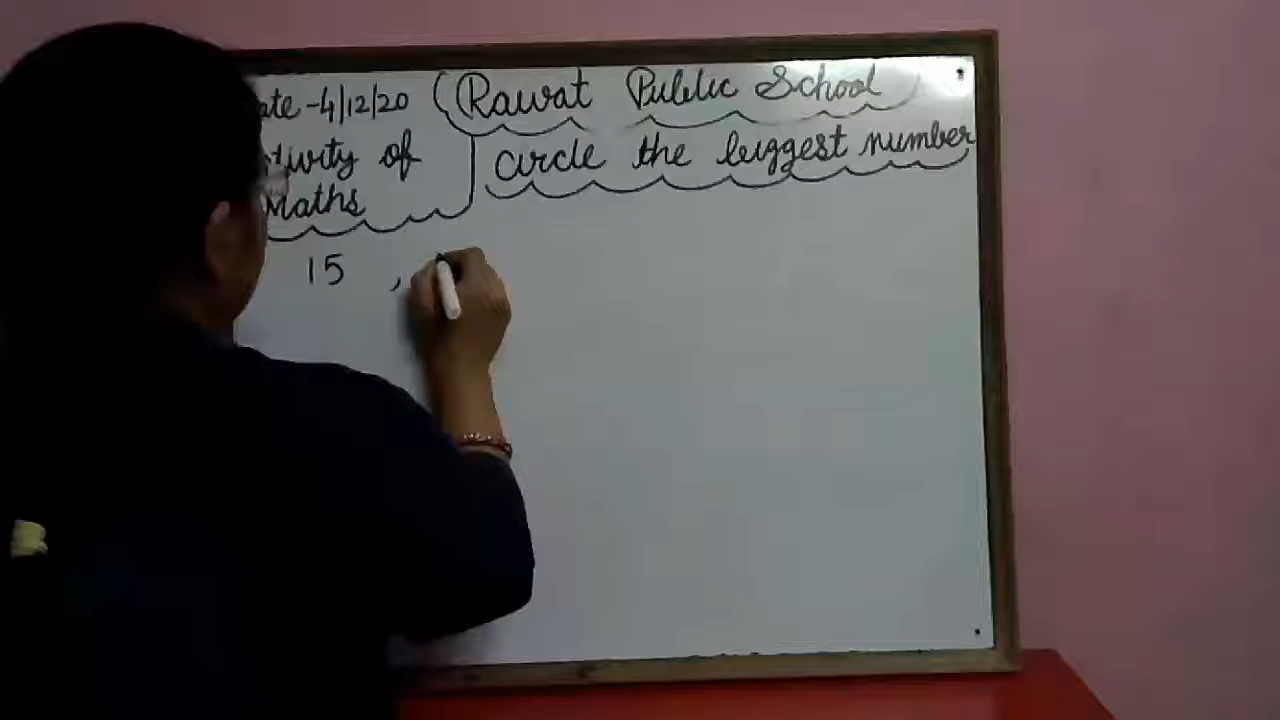 ate -4/12/20 (Rawat Public School)
tivity of
Maths
circle the biggest number
15 ,